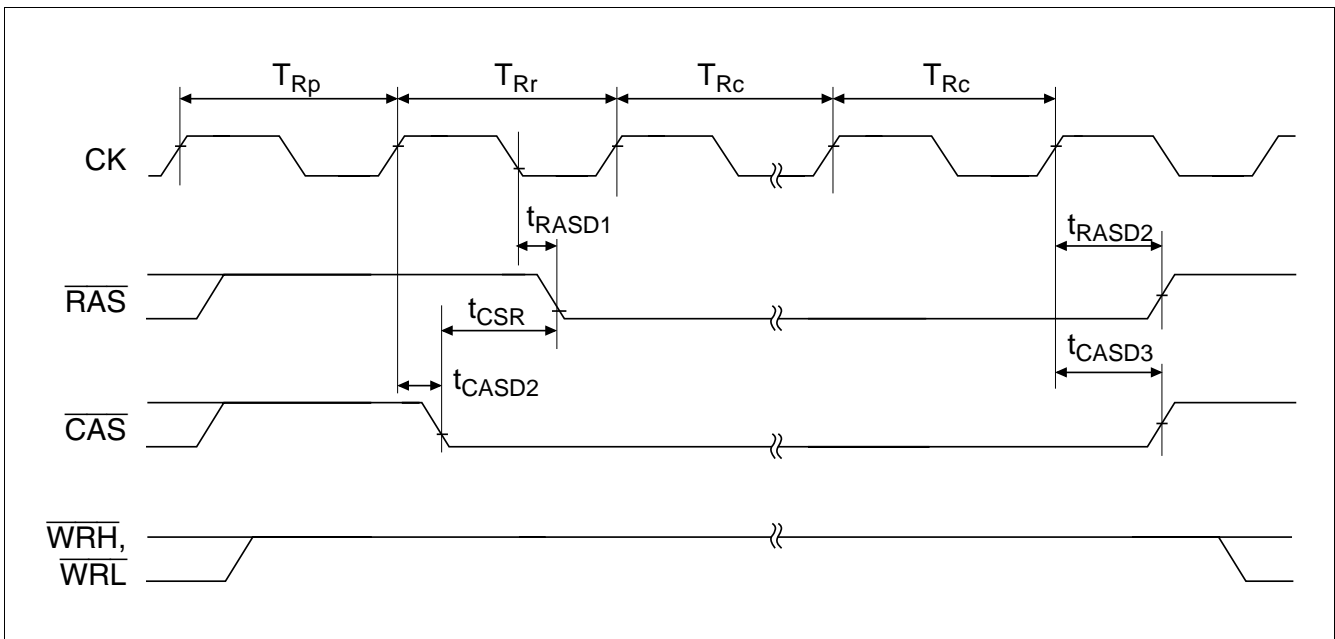 TRp TRr TRc TRc
CK
tRASD1 tRASD2
RAS
tCSR
tCASD3
tCASD2
CAS
WRH,
WRL